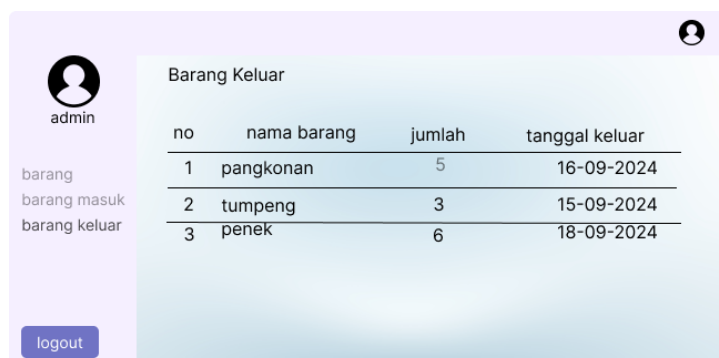 Barang Keluar
admin
no nama barang jumlah tanggal keluar
1 pangkonan 5 16-09-2024
2 tumpeng 3 15-09-2024
3 penek 6 18-09-2024
barang
barang masuk
barang keluar
logout